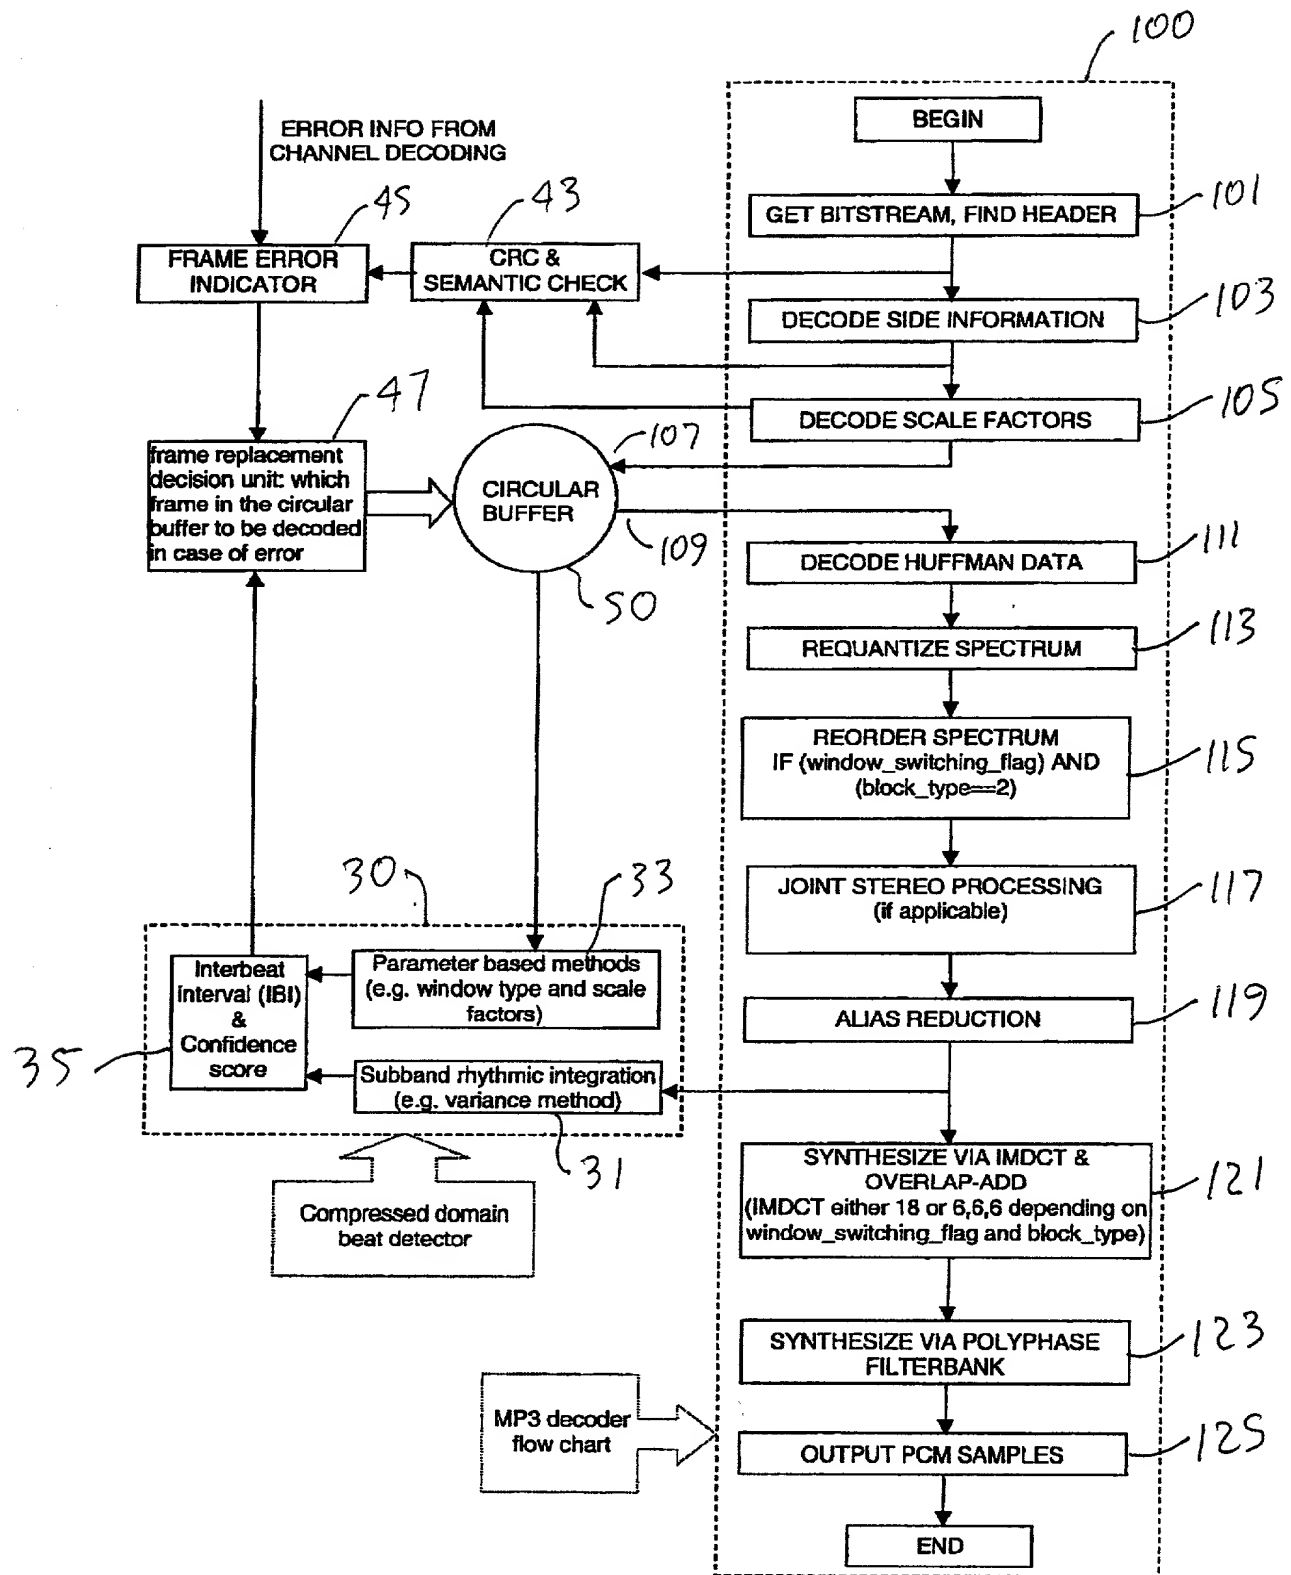 100
BEGIN
ERROR INFO FROM
CHANNEL DECODING
45
43
GET BITSTREAM, FIND HEADER
101
FRAME ERROR
INDICATOR
CRC &
SEMANTIC CHECK
DECODE SIDE INFORMATION
103
47
DECODE SCALE FACTORS
105
frame replacement
decision unit: which
frame in the circular
buffer to be decoded
in case of error
107
CIRCULAR
BUFFER
109
50
DECODE HUFFMAN DATA
111
REQUANTIZE SPECTRUM
113
REORDER SPECTRUM
IF (window_switching_flag) AND
(block_type==2)
115
30
33
JOINT STEREO PROCESSING
(if applicable)
117
Interbeat
interval (IBI)
&
Confidence
score
35
Parameter based methods
(e.g. window type and scale
factors)
ALIAS REDUCTION
119
Subband rhythmic integration
(e.g. variance method)
31
SYNTHESIZE VIA IMDCT &
OVERLAP-ADD
(IMDCT either 18 or 6,6,6 depending on
window_switching_flag and block_type)
121
Compressed domain
beat detector
SYNTHESIZE VIA POLYPHASE
FILTERBANK
123
MP3 decoder
flow chart
OUTPUT PCM SAMPLES
125
END